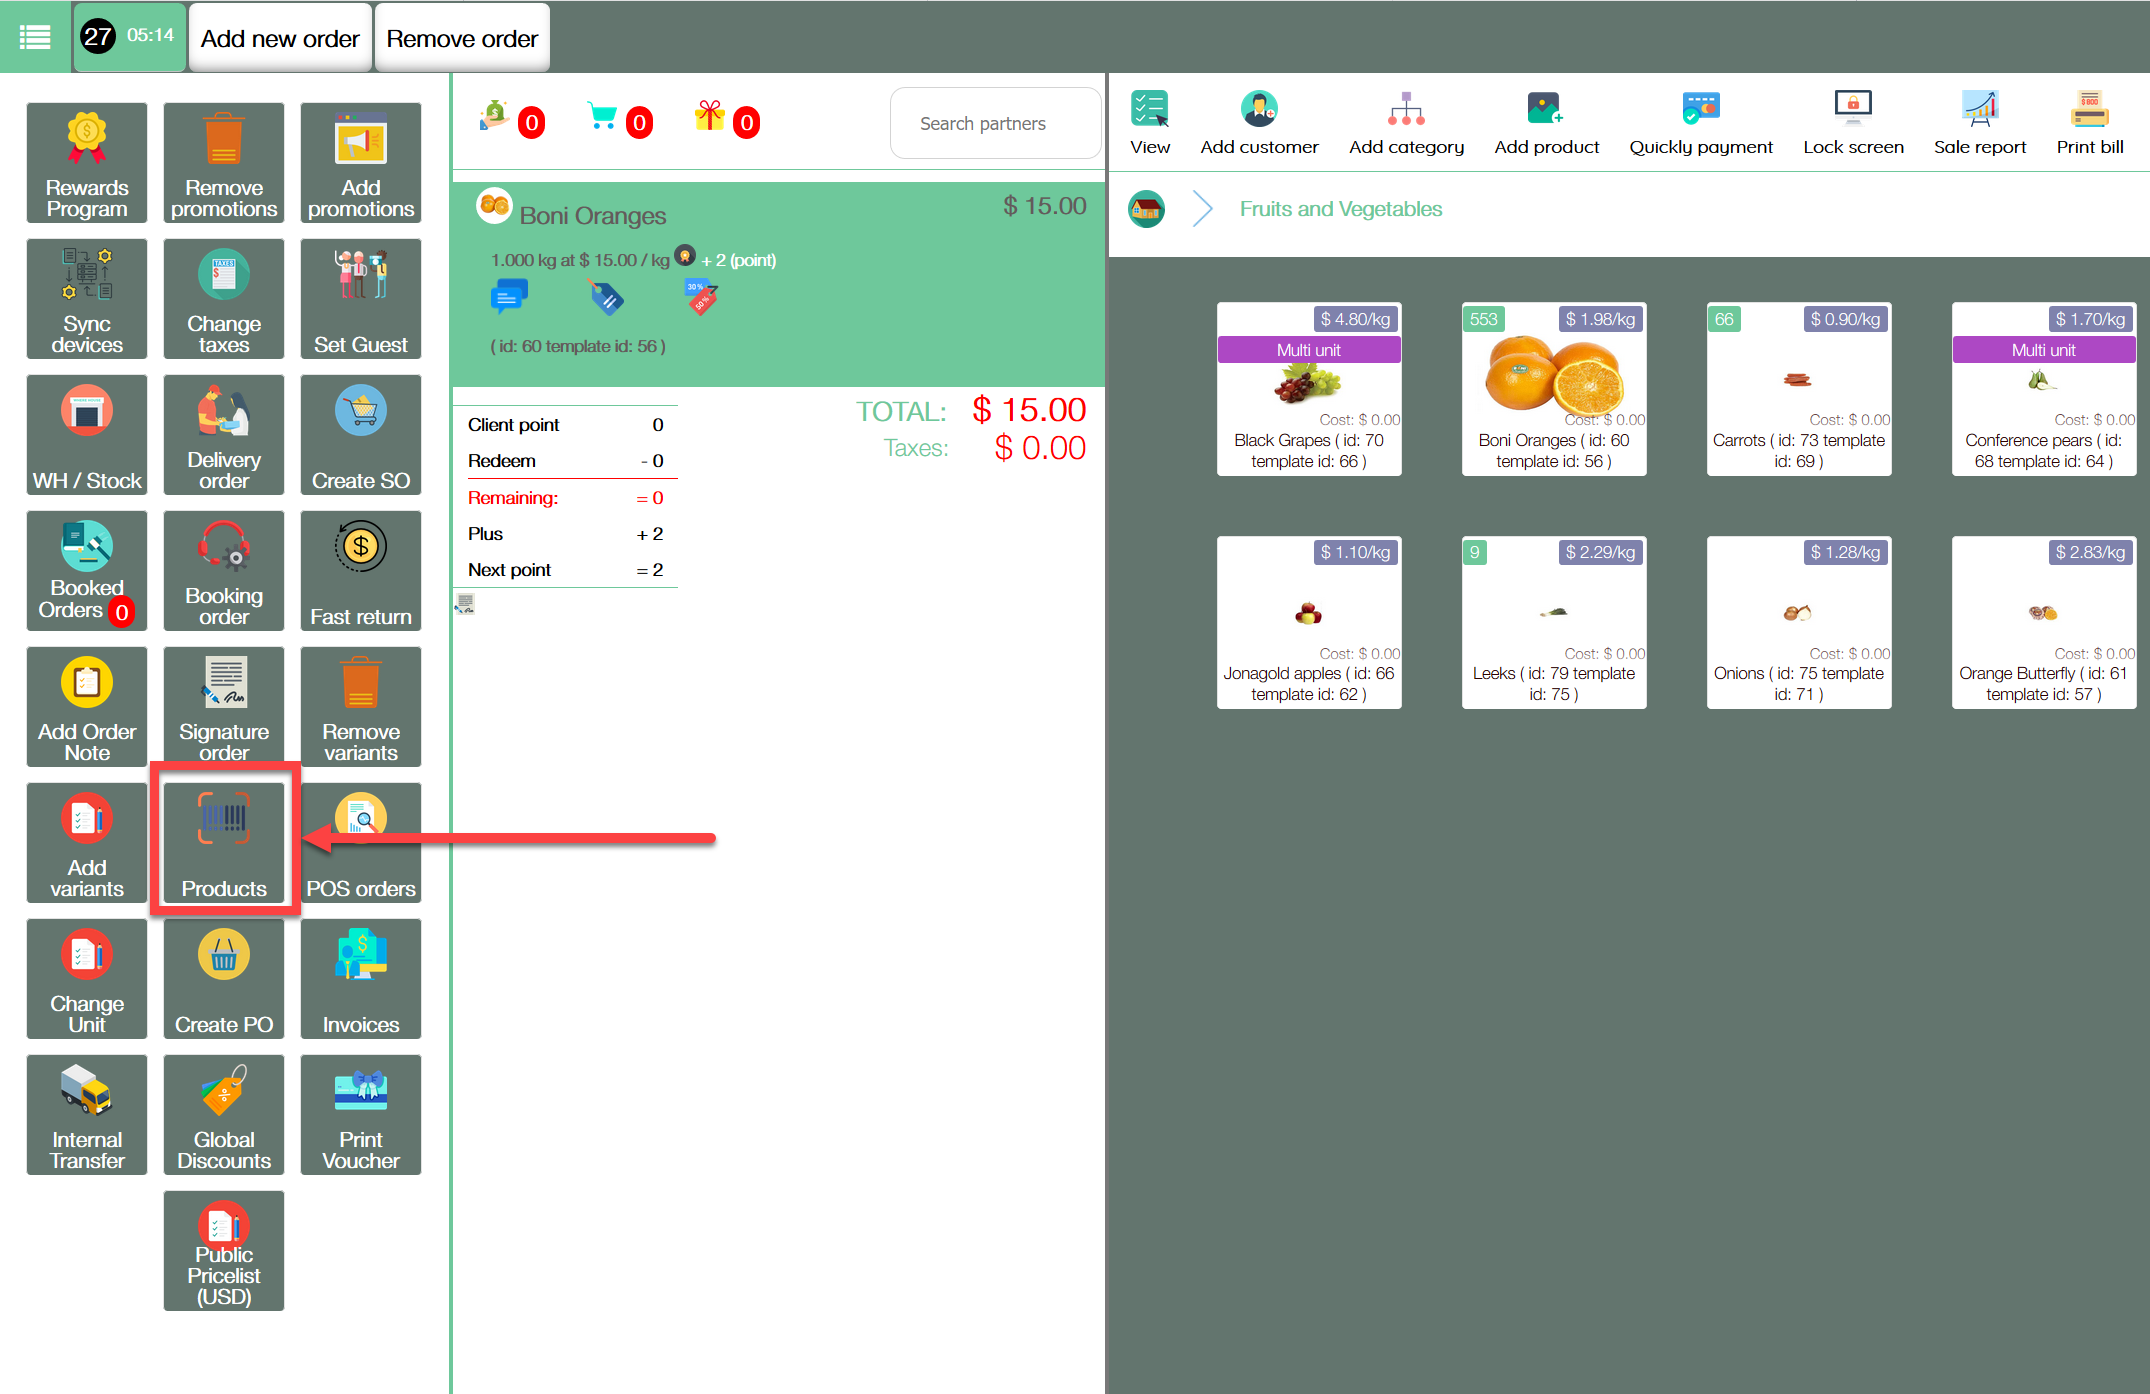 27 05:14 Add new order Remove order
Rewards
Program
Remove
promotions
Add
promotions
Sync
devices
Change
taxes
TAXES
$
Set Guest
WH / Stock
Delivery
order
Create SO
Booked
Orders 0
Booking
order
$
Fast return
Add Order
Note
Signature
order
Remove
variants
Add
variants
Products
POS orders
Change
Unit
Create PO
$
Invoices
Internal
Transfer
%
Global
Discounts
Print
Voucher
Public
Pricelist
(USD)
0 0 0 Search partners
Boni Oranges $ 15.00
1.000 kg at $ 15.00 / kg + 2 (point)
30 %
50 %
( id: 60 template id: 56 )
Client point 0
Redeem - 0
Remaining: = 0
Plus + 2
Next point = 2
TOTAL: $ 15.00
Taxes: $ 0.00
View Add customer Add category Add product Quickly payment Lock screen Sale report Print bill
Fruits and Vegetables
$ 4.80/kg
Multi unit
Cost: $ 0.00
Black Grapes ( id: 70
template id: 66 )
553 $ 1.98/kg
Cost: $ 0.00
Boni Oranges ( id: 60
template id: 56 )
66 $ 0.90/kg
Cost: $ 0.00
Carrots ( id: 73 template
id: 69 )
$ 1.70/kg
Multi unit
Cost: $ 0.00
Conference pears ( id:
68 template id: 64 )
$ 1.10/kg
Cost: $ 0.00
Jonagold apples ( id: 66
template id: 62 )
9 $ 2.29/kg
Cost: $ 0.00
Leeks ( id: 79 template
id: 75 )
$ 1.28/kg
Cost: $ 0.00
Onions ( id: 75 template
id: 71 )
$ 2.83/kg
Cost: $ 0.00
Orange Butterfly ( id: 61
template id: 57 )